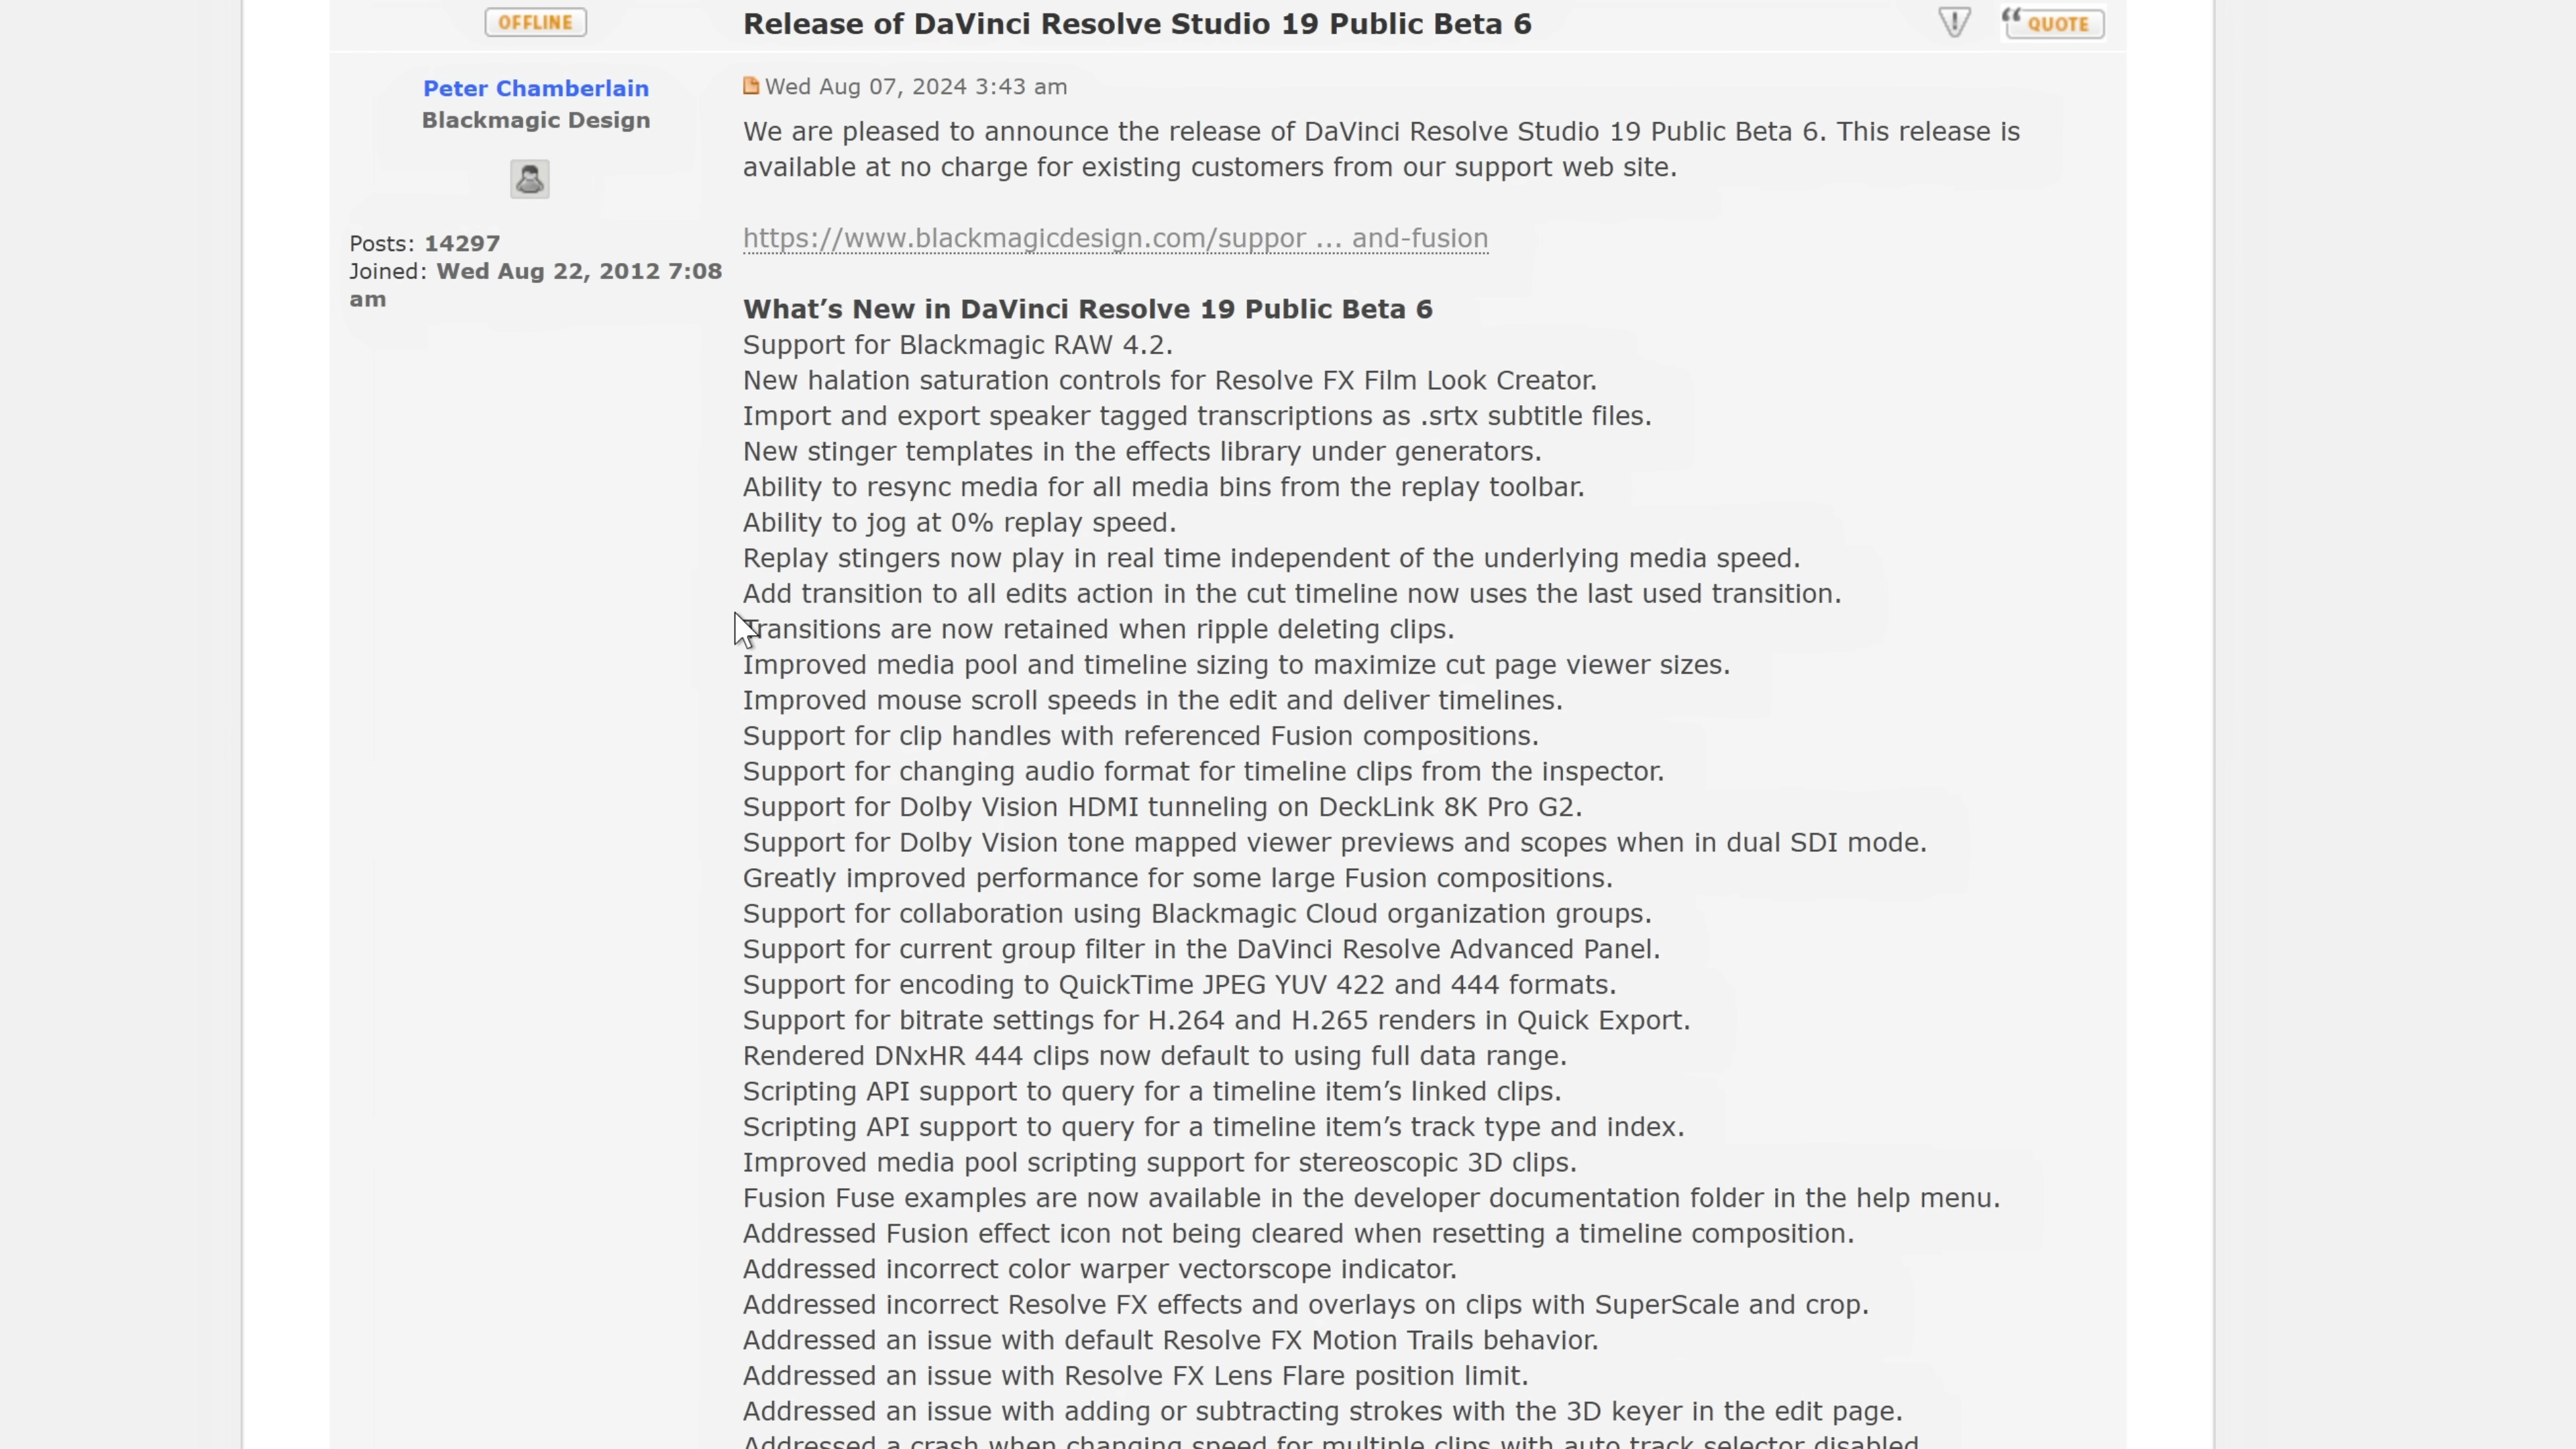 OFFLINE
Release of DaVinci Resolve Studio 19 Public Beta 6
QUOTE
Peter Chamberlain
Blackmagic Design
Posts: 14297
Joined: Wed Aug 22, 2012 7:08
am
Wed Aug 07, 2024 3:43 am
We are pleased to announce the release of DaVinci Resolve Studio 19 Public Beta 6. This release is
available at no charge for existing customers from our support web site.
https://www.blackmagicdesign.com/suppor ... and-fusion
What’s New in DaVinci Resolve 19 Public Beta 6
Support for Blackmagic RAW 4.2.
New halation saturation controls for Resolve FX Film Look Creator.
Import and export speaker tagged transcriptions as .srtx subtitle files.
New stinger templates in the effects library under generators.
Ability to resync media for all media bins from the replay toolbar.
Ability to jog at 0% replay speed.
Replay stingers now play in real time independent of the underlying media speed.
Add transition to all edits action in the cut timeline now uses the last used transition.
Transitions are now retained when ripple deleting clips.
Improved media pool and timeline sizing to maximize cut page viewer sizes.
Improved mouse scroll speeds in the edit and deliver timelines.
Support for clip handles with referenced Fusion compositions.
Support for changing audio format for timeline clips from the inspector.
Support for Dolby Vision HDMI tunneling on DeckLink 8K Pro G2.
Support for Dolby Vision tone mapped viewer previews and scopes when in dual SDI mode.
Greatly improved performance for some large Fusion compositions.
Support for collaboration using Blackmagic Cloud organization groups.
Support for current group filter in the DaVinci Resolve Advanced Panel.
Support for encoding to QuickTime JPEG YUV 422 and 444 formats.
Support for bitrate settings for H.264 and H.265 renders in Quick Export.
Rendered DNxHR 444 clips now default to using full data range.
Scripting API support to query for a timeline item’s linked clips.
Scripting API support to query for a timeline item’s track type and index.
Improved media pool scripting support for stereoscopic 3D clips.
Fusion Fuse examples are now available in the developer documentation folder in the help menu.
Addressed Fusion effect icon not being cleared when resetting a timeline composition.
Addressed incorrect color warper vectorscope indicator.
Addressed incorrect Resolve FX effects and overlays on clips with SuperScale and crop.
Addressed an issue with default Resolve FX Motion Trails behavior.
Addressed an issue with Resolve FX Lens Flare position limit.
Addressed an issue with adding or subtracting strokes with the 3D keyer in the edit page.
Addressed a crash when changing speed for multiple clips with auto track selector disabled